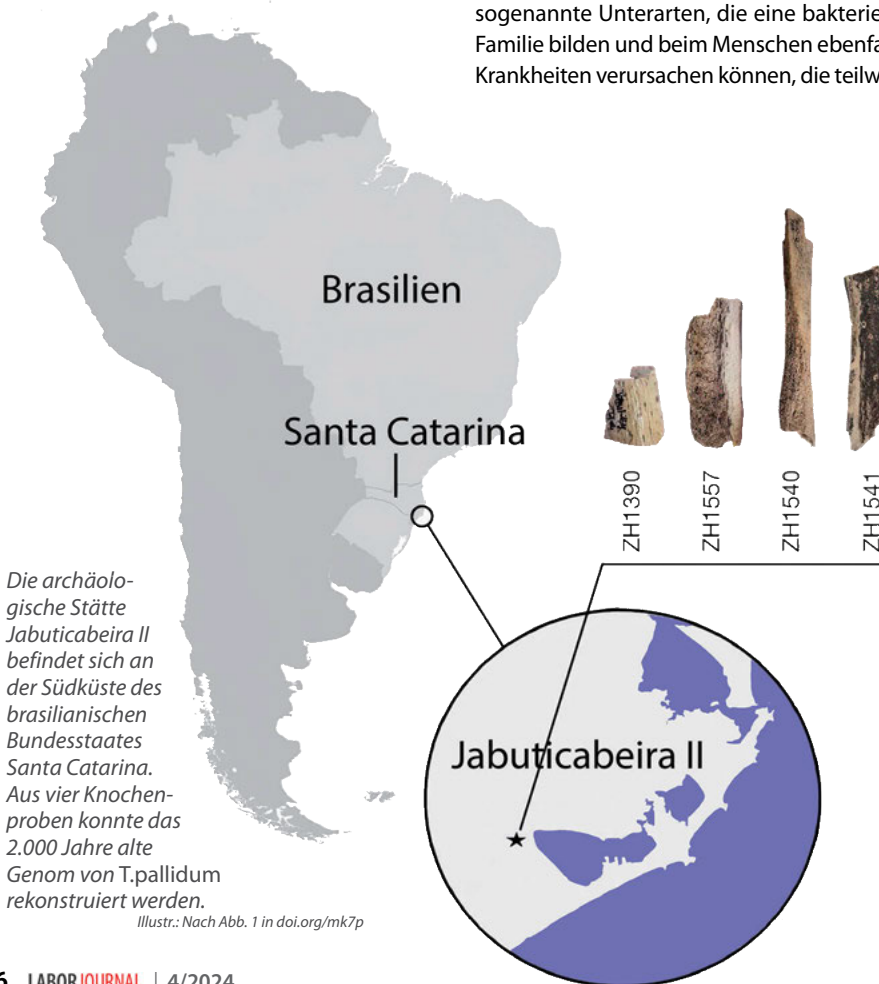 sogenannte Unterarten, die eine bakterie
Familie bilden und beim Menschen ebenfa
Krankheiten verursachen können, die teilw
Brasilien
Santa Catarina
ZH1390
ZH1557
ZH1540
ZH1541
Jabuticabeira II
Die archäolo-
gische Stätte
Jabuticabeira II
befindet sich an
der Südküste des
brasilianischen
Bundesstaates
Santa Catarina.
Aus vier Knochen-
proben konnte das
2.000 Jahre alte
Genom von T.pallidum
rekonstruiert werden.
Illustr.: Nach Abb. 1 in doi.org/mk7p
6 LABORJOURNAL | 4/2024